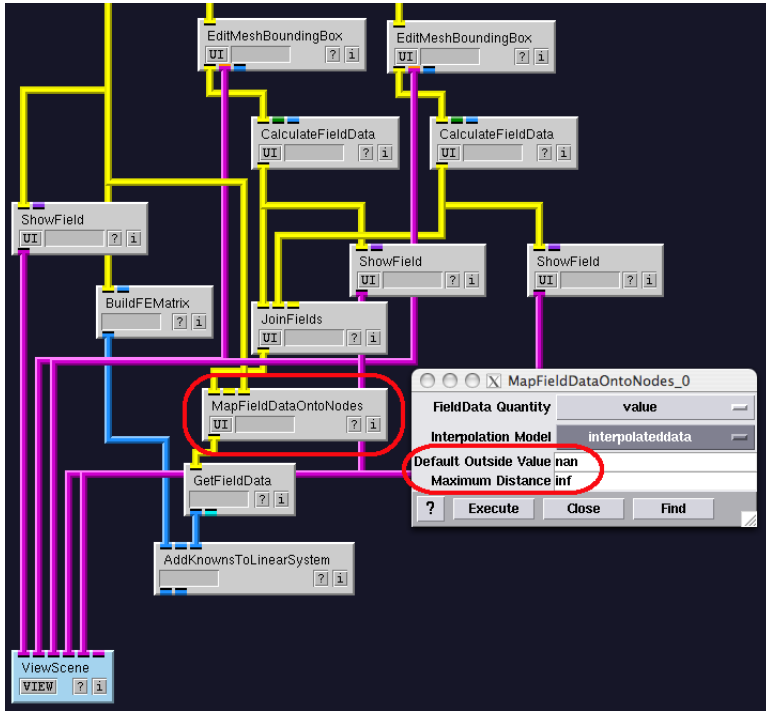 EditMeshBoundingBox
UI ? i
EditMeshBoundingBox
UI ? i
CalculateFieldData
UI ? i
CalculateFieldData
UI ? i
ShowField
UI ? i
ShowField
UI ? i
ShowField
UI ? i
BuildFEMatrix
? i
JoinFields
UI ? i
MapFieldDataOntoNodes
UI ? i
GetFieldData
? i
AddKnownsToLinearSystem
? i
ViewScene
VIEW ? i
X MapFieldDataOntoNodes_0
FieldData Quantity value
Interpolation Model interpolateddata
Default Outside Value nan
Maximum Distance inf
? Execute Close Find